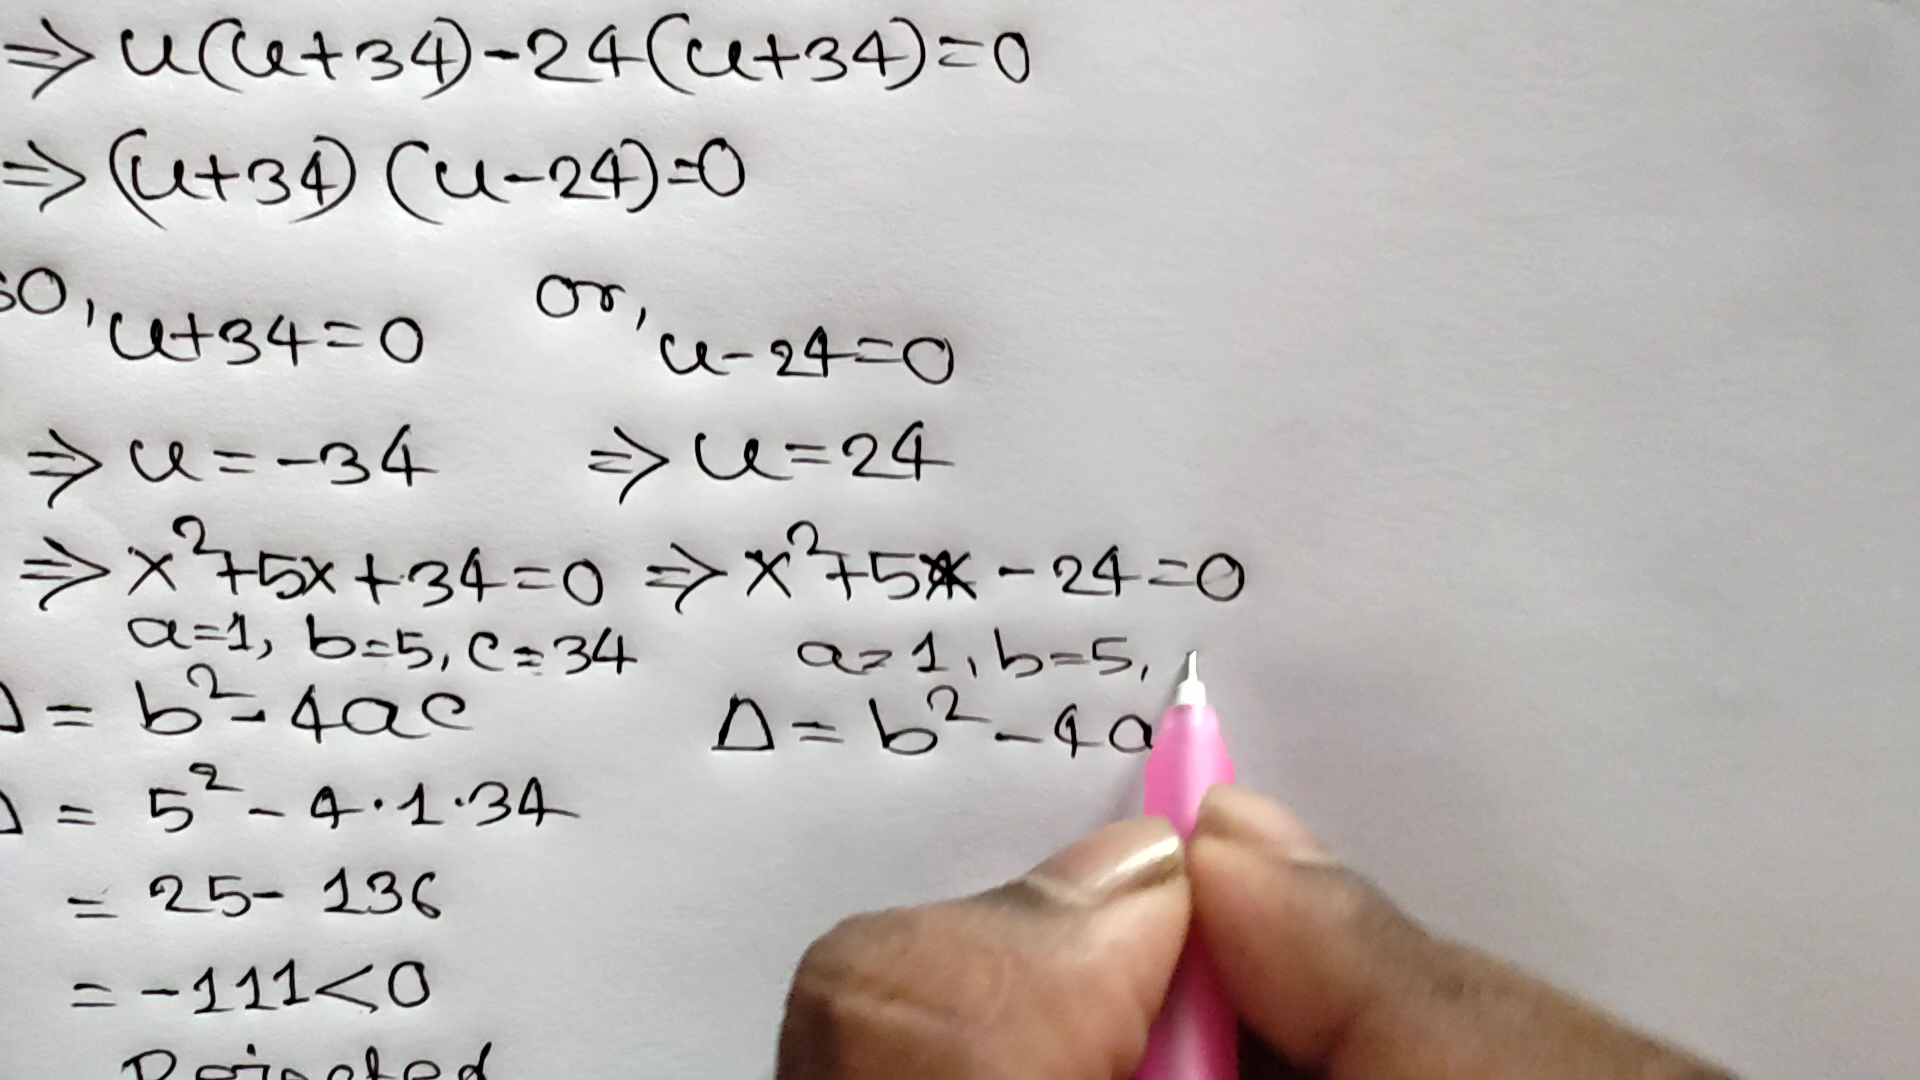 ⇒ u(u+34)-24(u+34)=0
⇒ (u+34) (u-24)=0
so, u+34=0 or, u-24=0
⇒ u=-34 ⇒ u=24
⇒ x²+5x+34=0 ⇒ x²+5x-24=0
a=1, b=5, c=34 a=1, b=5,
Δ = b²-4ac Δ = b²-4a
Δ = 5²-4·1·34
= 25-136
= -111<0
Rejected